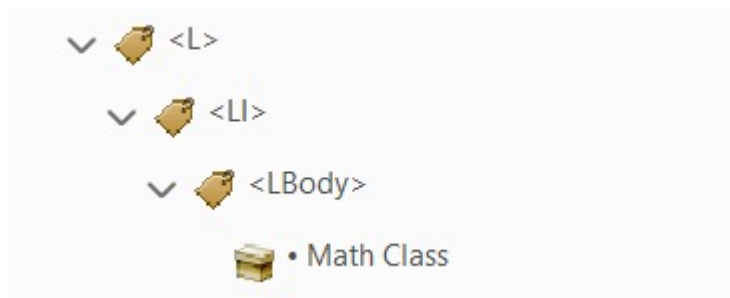 <L>
<LI>
<LBody>
• Math Class